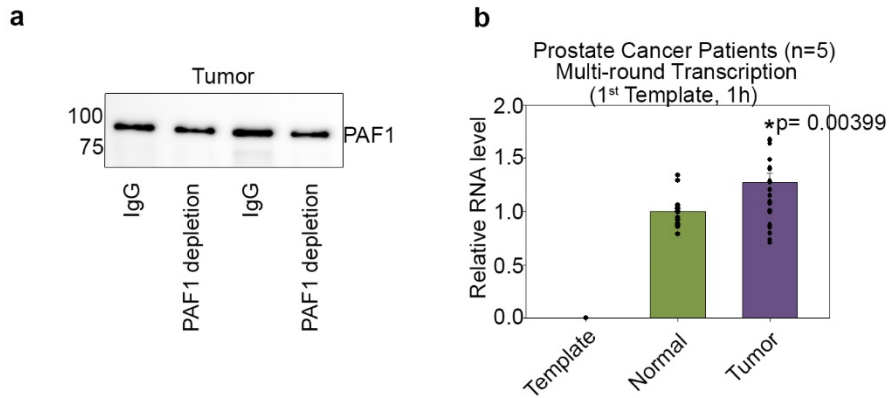 a
Tumor
100
75
PAF1
IgG
PAF1 depletion
IgG
PAF1 depletion
b
Prostate Cancer Patients (n=5)
Multi-round Transcription
(1st Template, 1h)
Relative RNA level
2.0
1.5
1.0
0.5
0.0
*p= 0.00399
Template
Normal
Tumor